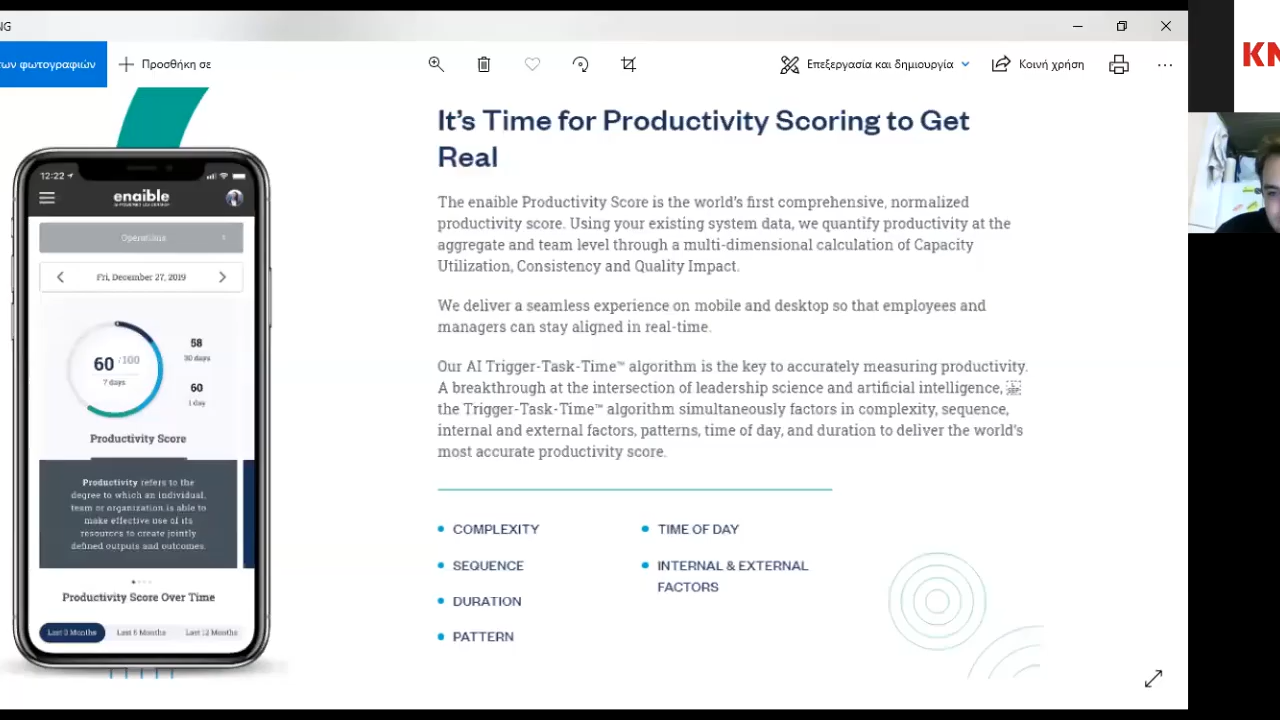 NG
των φωτογραφιών
Προσθήκη σε
Επεξεργασία και δημιουργία
Κοινή χρήση
KN
12:22
enaible
Operations
Fri, December 27, 2019
60 /100
7 days
58
30 days
60
1 day
Productivity Score
Productivity refers to the
degree to which an individual,
team or organization is able to
make effective use of its
resources to create jointly
defined outputs and outcomes.
Productivity Score Over Time
Last 3 Months Last 6 Months Last 12 Months
It's Time for Productivity Scoring to Get
Real
The enaible Productivity Score is the world's first comprehensive, normalized
productivity score. Using your existing system data, we quantify productivity at the
aggregate and team level through a multi-dimensional calculation of Capacity
Utilization, Consistency and Quality Impact.
We deliver a seamless experience on mobile and desktop so that employees and
managers can stay aligned in real-time.
Our AI Trigger-Task-Time™ algorithm is the key to accurately measuring productivity.
A breakthrough at the intersection of leadership science and artificial intelligence,
the Trigger-Task-Time™ algorithm simultaneously factors in complexity, sequence,
internal and external factors, patterns, time of day, and duration to deliver the world's
most accurate productivity score.
COMPLEXITY
SEQUENCE
DURATION
PATTERN
TIME OF DAY
INTERNAL & EXTERNAL
FACTORS